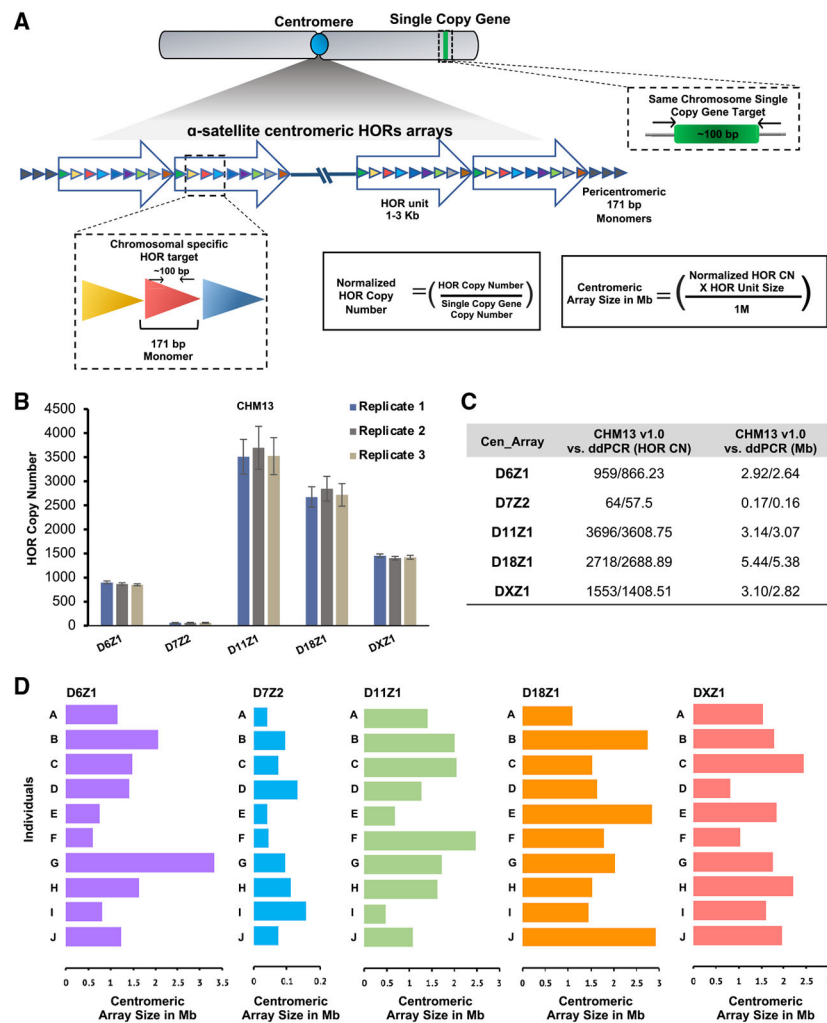 A
Centromere
Single Copy Gene
Same Chromosome Single
Copy Gene Target
~100 bp
α-satellite centromeric HORs arrays
HOR unit
1-3 Kb
Pericentromeric
171 bp
Monomers
Chromosomal specific
HOR target
~100 bp
171 bp
Monomer
Normalized
HOR Copy
Number
=
(HOR Copy Number
Single Copy Gene
Copy Number)
Centromeric
Array Size in Mb
=
(Normalized HOR CN
X HOR Unit Size
1M)
B
CHM13
Replicate 1
Replicate 2
Replicate 3
HOR Copy Number
4500
4000
3500
3000
2500
2000
1500
1000
500
0
D6Z1
D7Z2
D11Z1
D18Z1
DXZ1
C
Cen_Array
CHM13 v1.0
vs. ddPCR (HOR CN)
CHM13 v1.0
vs. ddPCR (Mb)
D6Z1 959/866.23 2.92/2.64
D7Z2 64/57.5 0.17/0.16
D11Z1 3696/3608.75 3.14/3.07
D18Z1 2718/2688.89 5.44/5.38
DXZ1 1553/1408.51 3.10/2.82
D
Individuals
D6Z1
A
B
C
D
E
F
G
H
I
J
0 0.5 1 1.5 2 2.5 3 3.5
Centromeric
Array Size in Mb
D7Z2
A
B
C
D
E
F
G
H
I
J
0 0.1 0.2
Centromeric
Array Size in Mb
D11Z1
A
B
C
D
E
F
G
H
I
J
0 0.5 1 1.5 2 2.5 3
Centromeric
Array Size in Mb
D18Z1
A
B
C
D
E
F
G
H
I
J
0 0.5 1 1.5 2 2.5 3
Centromeric
Array Size in Mb
DXZ1
A
B
C
D
E
F
G
H
I
J
0 0.5 1 1.5 2 2.5 3
Centromeric
Array Size in Mb